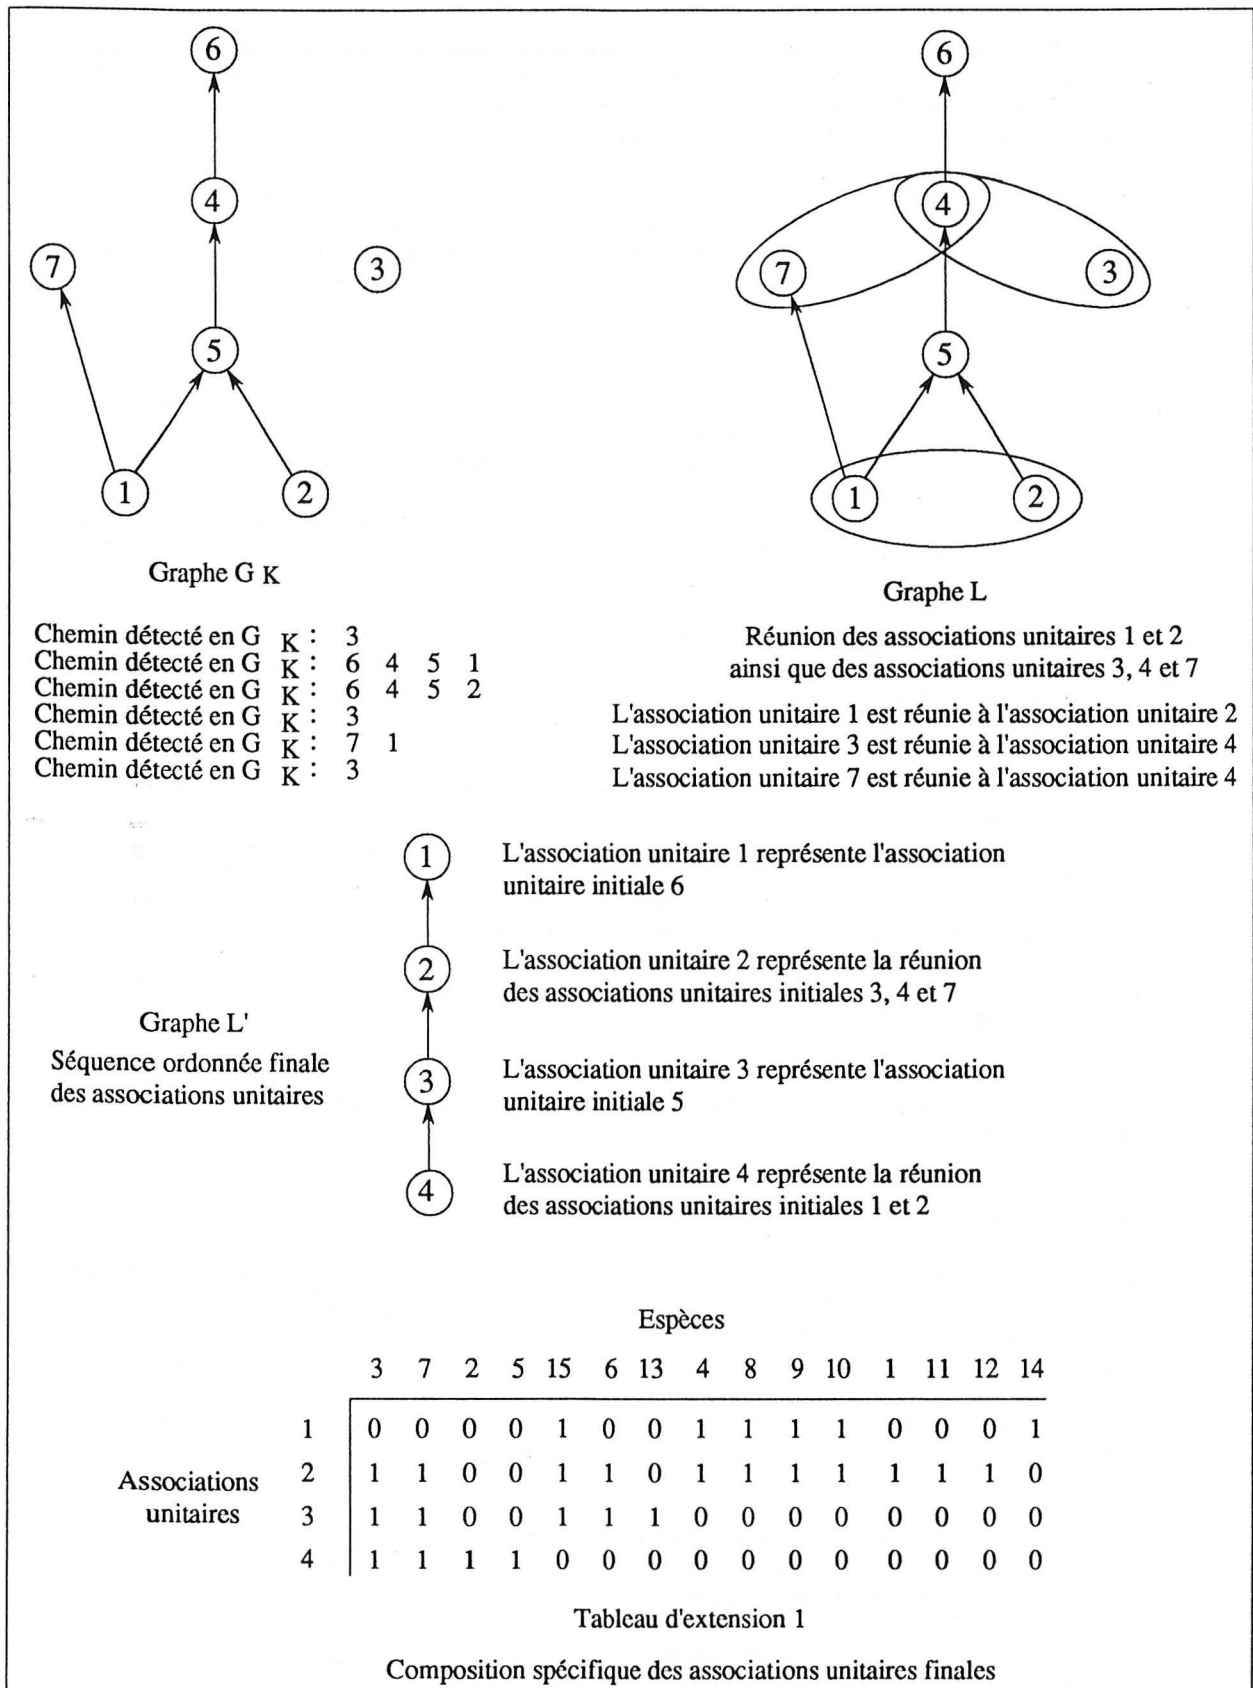 6
4
7
3
5
1
2
Graphe G K
Chemin détecté en G K : 3
Chemin détecté en G K : 6 4 5 1
Chemin détecté en G K : 6 4 5 2
Chemin détecté en G K : 3
Chemin détecté en G K : 7 1
Chemin détecté en G K : 3
6
4
7
3
5
1
2
Graphe L
Réunion des associations unitaires 1 et 2
ainsi que des associations unitaires 3, 4 et 7
L'association unitaire 1 est réunie à l'association unitaire 2
L'association unitaire 3 est réunie à l'association unitaire 4
L'association unitaire 7 est réunie à l'association unitaire 4
Graphe L'
Séquence ordonnée finale
des associations unitaires
1
L'association unitaire 1 représente l'association
unitaire initiale 6
2
L'association unitaire 2 représente la réunion
des associations unitaires initiales 3, 4 et 7
3
L'association unitaire 3 représente l'association
unitaire initiale 5
4
L'association unitaire 4 représente la réunion
des associations unitaires initiales 1 et 2
Espèces
3 7 2 5 15 6 13 4 8 9 10 1 11 12 14
Associations
unitaires
1 0 0 0 0 1 0 0 1 1 1 1 0 0 0 1
2 1 1 0 0 1 1 0 1 1 1 1 1 1 1 0
3 1 1 0 0 1 1 1 0 0 0 0 0 0 0 0
4 1 1 1 1 0 0 0 0 0 0 0 0 0 0 0
Tableau d'extension 1
Composition spécifique des associations unitaires finales